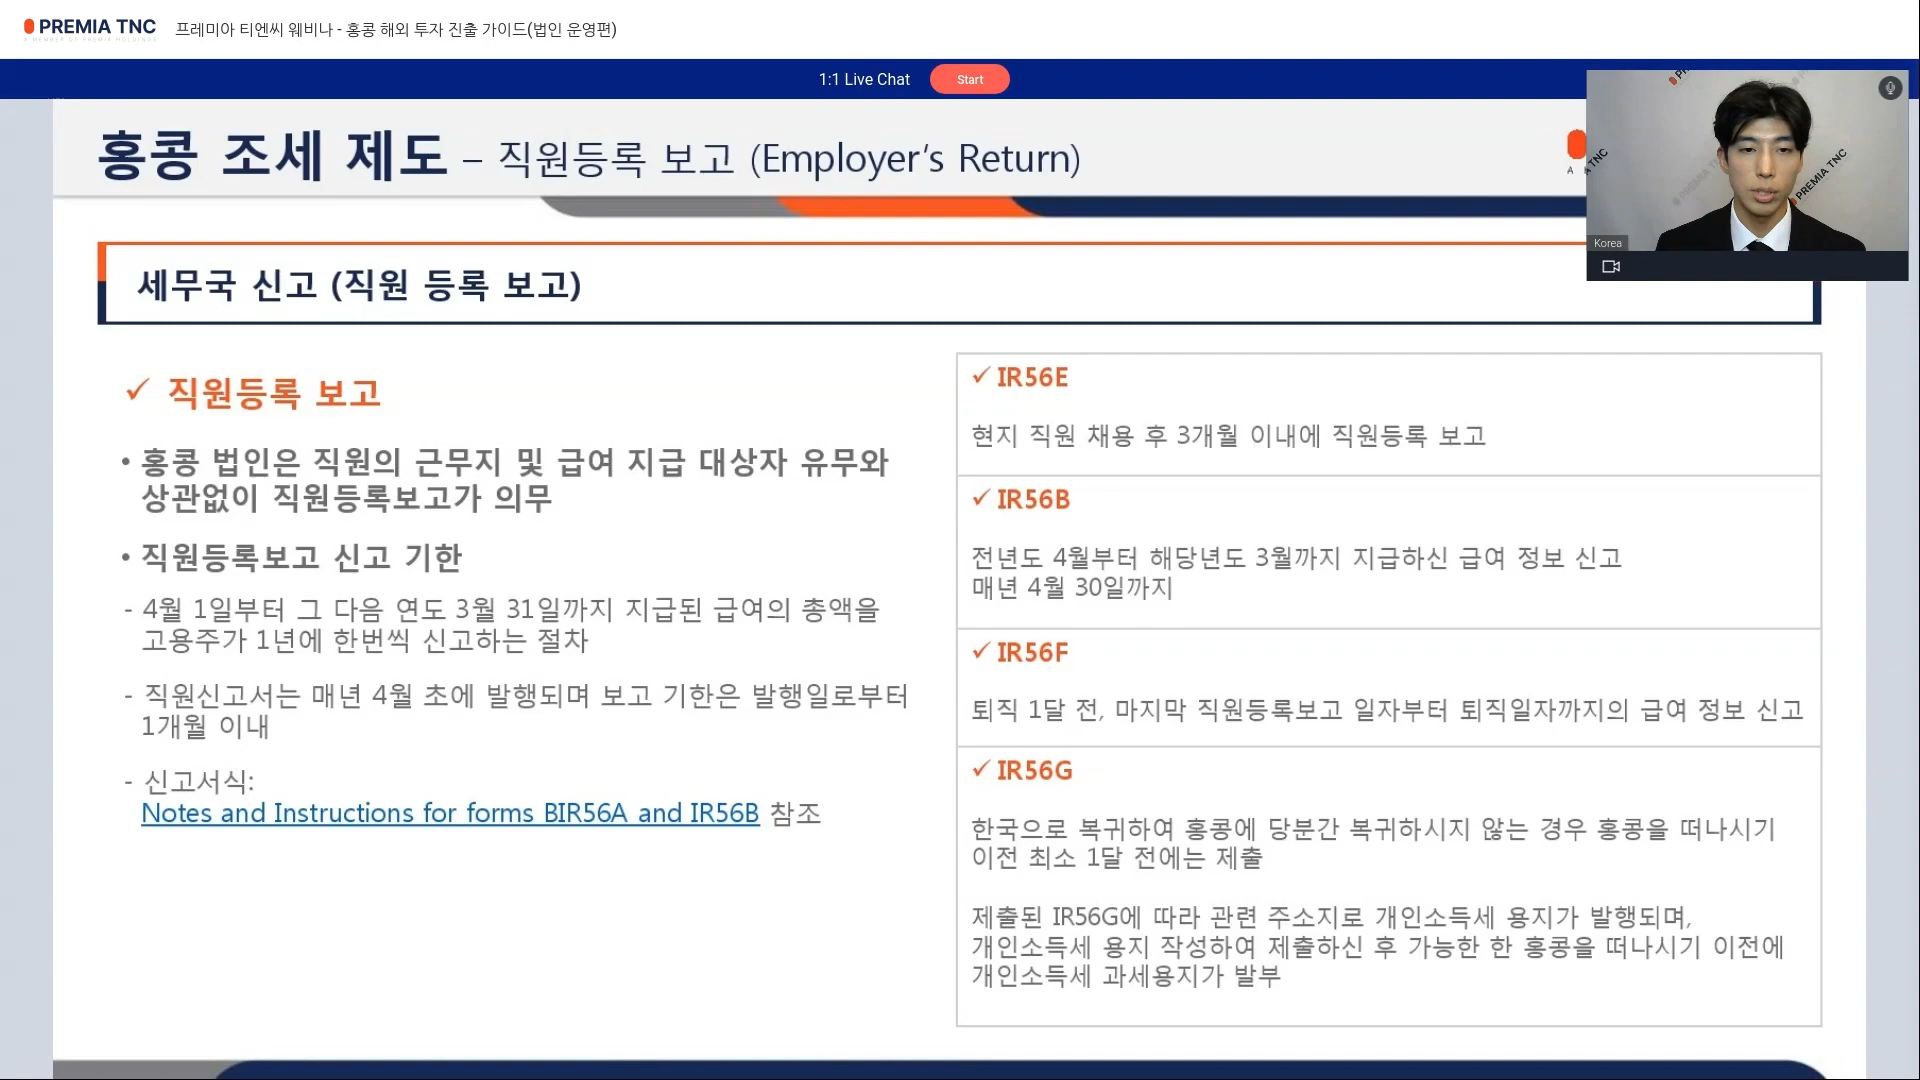 PREMIA TNC
A MEMBER OF PREMIA HOLDINGS
프레미아 티엔씨 웨비나 - 홍콩 해외 투자 진출 가이드(법인 운영편)
1:1 Live Chat
Start
홍콩 조세 제도 – 직원등록 보고 (Employer's Return)
PREMIA TNC
Korea
세무국 신고 (직원 등록 보고)
✓ 직원등록 보고
• 홍콩 법인은 직원의 근무지 및 급여 지급 대상자 유무와
상관없이 직원등록보고가 의무
• 직원등록보고 신고 기한
- 4월 1일부터 그 다음 연도 3월 31일까지 지급된 급여의 총액을
고용주가 1년에 한번씩 신고하는 절차
- 직원신고서는 매년 4월 초에 발행되며 보고 기한은 발행일로부터
1개월 이내
- 신고서식:
Notes and Instructions for forms BIR56A and IR56B 참조
✓ IR56E
현지 직원 채용 후 3개월 이내에 직원등록 보고
✓ IR56B
전년도 4월부터 해당년도 3월까지 지급하신 급여 정보 신고
매년 4월 30일까지
✓ IR56F
퇴직 1달 전, 마지막 직원등록보고 일자부터 퇴직일자까지의 급여 정보 신고
✓ IR56G
한국으로 복귀하여 홍콩에 당분간 복귀하시지 않는 경우 홍콩을 떠나시기
이전 최소 1달 전에는 제출
제출된 IR56G에 따라 관련 주소지로 개인소득세 용지가 발행되며,
개인소득세 용지 작성하여 제출하신 후 가능한 한 홍콩을 떠나시기 이전에
개인소득세 과세용지가 발부